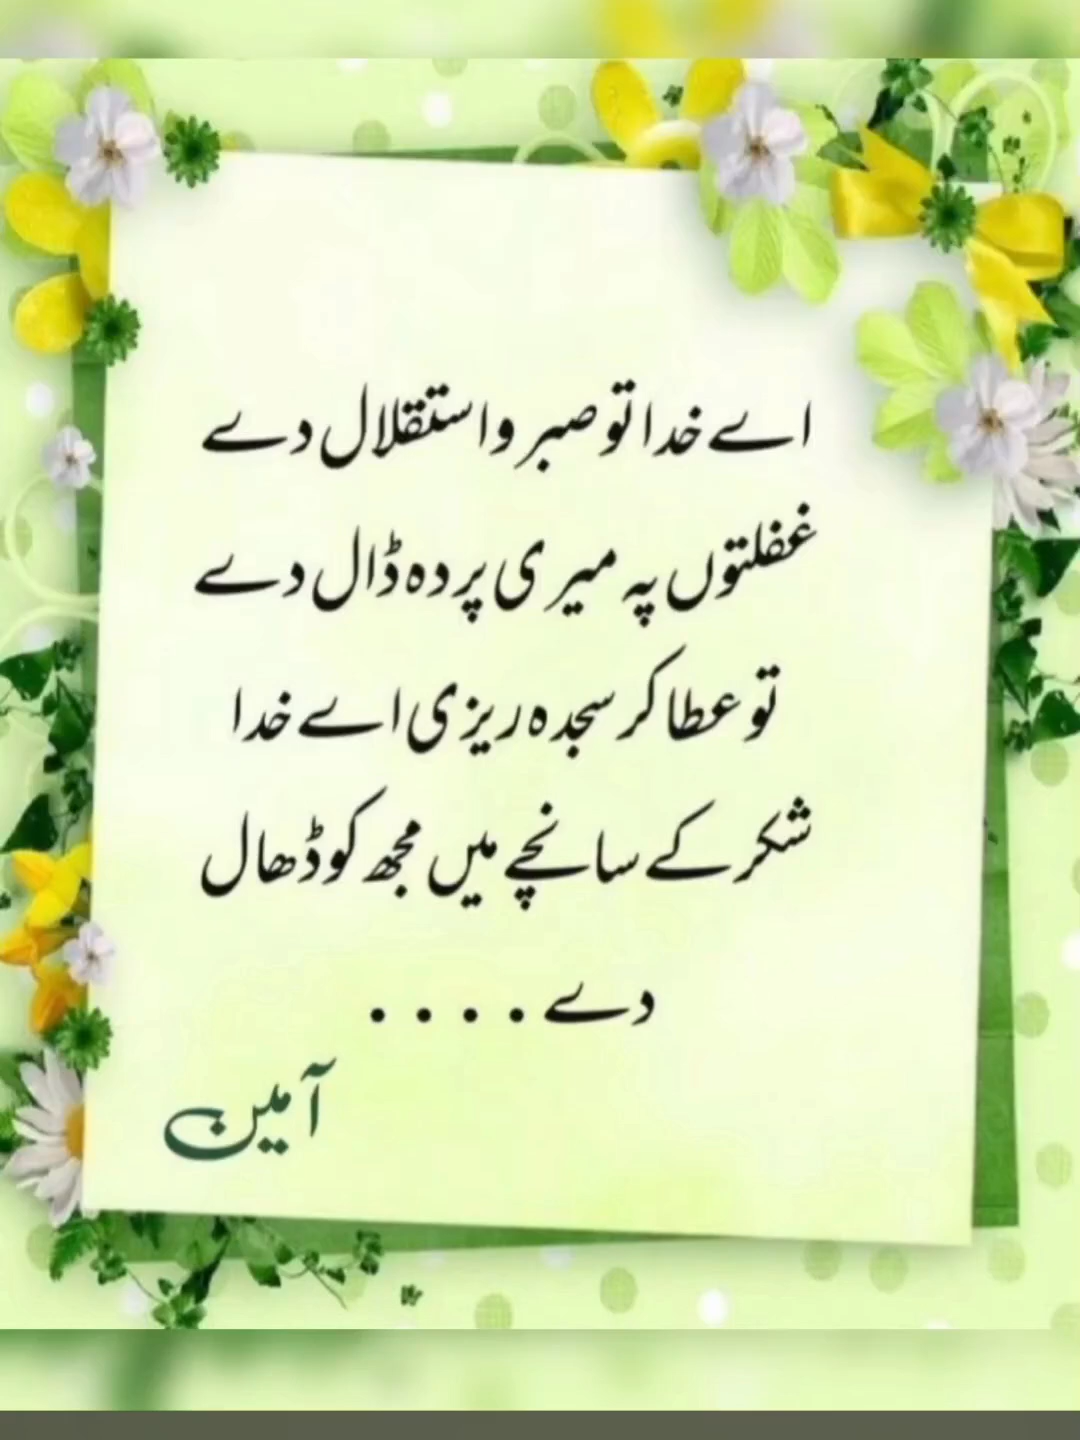 اے خدا تو صبر و استقلال دے
غفلتوں پہ میری پردہ ڈال دے
تو عطا کر سجدہ ریزی اے خدا
شکر کے سانچے میں مجھ کو ڈھال
دے . . . .
آمین